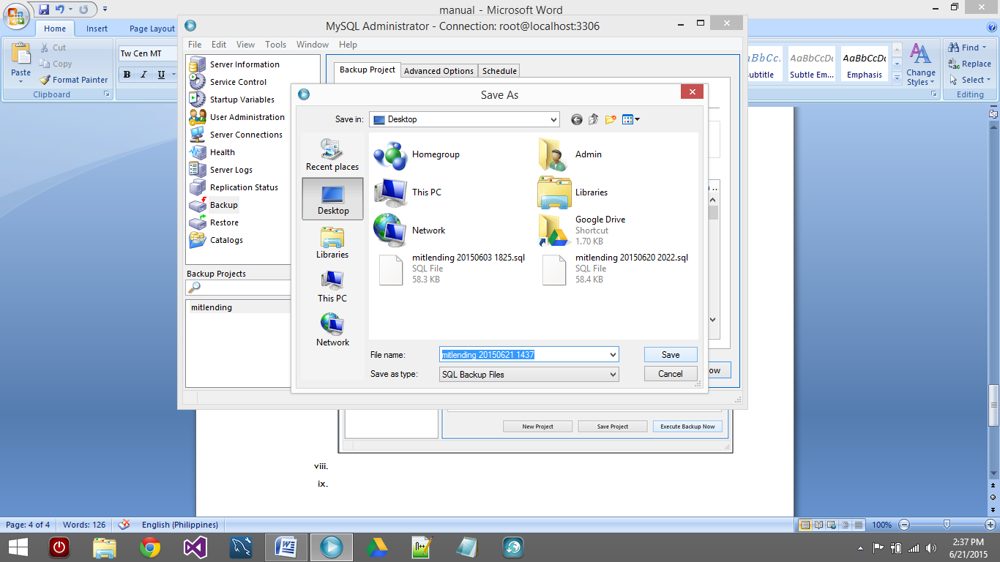 manual - Microsoft Word
Home
Insert
Page Layout
Paste
Cut
Copy
Format Painter
Clipboard
Tw Cen MT
B I U
AaBbCcDc
AaBbCcDc
Subtle Em...
Emphasis
Change
Styles
Find
Replace
Select
Editing
MySQL Administrator - Connection: root@localhost:3306
File Edit View Tools Window Help
Server Information
Service Control
Startup Variables
User Administration
Server Connections
Health
Server Logs
Replication Status
Backup
Restore
Catalogs
Backup Projects
mitlending
Backup Project
Advanced Options
Schedule
Save As
Save in:
Desktop
Recent places
Desktop
Libraries
This PC
Network
Homegroup
Admin
This PC
Libraries
Network
Google Drive
Shortcut
1.70 KB
mitlending 20150603 1825.sql
SQL File
58.3 KB
mitlending 20150620 2022.sql
SQL File
58.4 KB
File name:
mitlending 20150621 1437
Save
Save as type:
SQL Backup Files
Cancel
New Project
Save Project
Execute Backup Now
viii.
ix.
Page: 4 of 4
Words: 126
English (Philippines)
100%
2:37 PM
6/21/2015